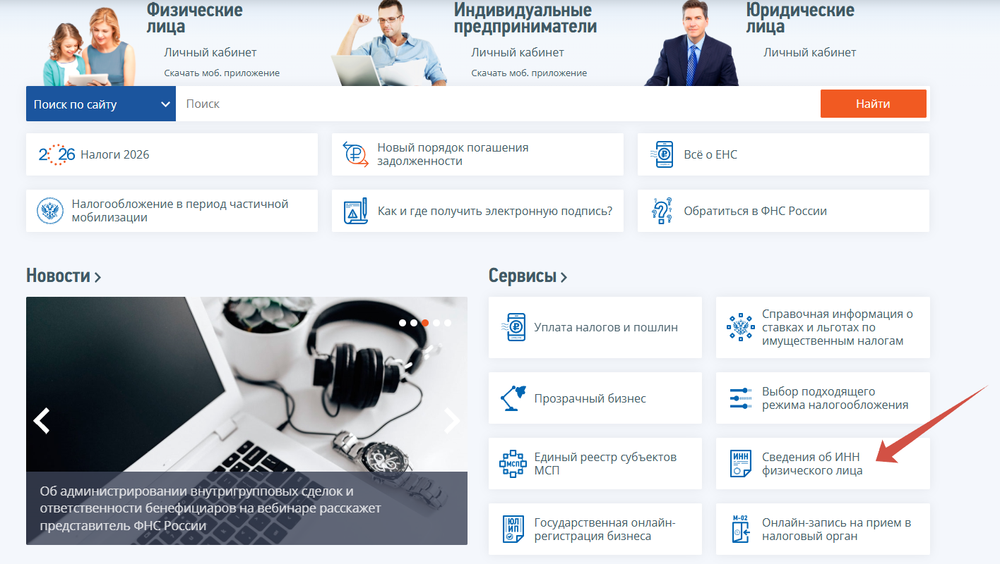 Физические
лица
Личный кабинет
Скачать моб. приложение
Индивидуальные
предприниматели
Личный кабинет
Скачать моб. приложение
Юридические
лица
Личный кабинет
Поиск по сайту
Поиск
Найти
2026
Налоги 2026
Новый порядок погашения
задолженности
Всё о ЕНС
Налогообложение в период частичной
мобилизации
Как и где получить электронную подпись?
Обратиться в ФНС России
Новости
Об администрировании внутригрупповых сделок и
ответственности бенефициаров на вебинаре расскажет
представитель ФНС России
Сервисы
Уплата налогов и пошлин
Справочная информация о
ставках и льготах по
имущественным налогам
Прозрачный бизнес
Выбор подходящего
режима налогообложения
МСП
Единый реестр субъектов
МСП
ИНН
Сведения об ИНН
физического лица
ЮЛ
ИП
Государственная онлайн-
регистрация бизнеса
М-02
Онлайн-запись на прием в
налоговый орган